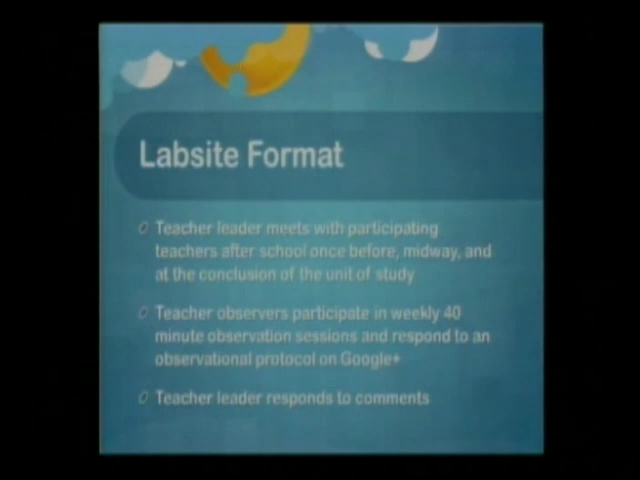 Labsite Format
Teacher leader meets with participating
teachers after school once before, midway, and
at the conclusion of the unit of study
Teacher observers participate in weekly 40
minute observation sessions and respond to an
observational protocol on Google+
Teacher leader responds to comments